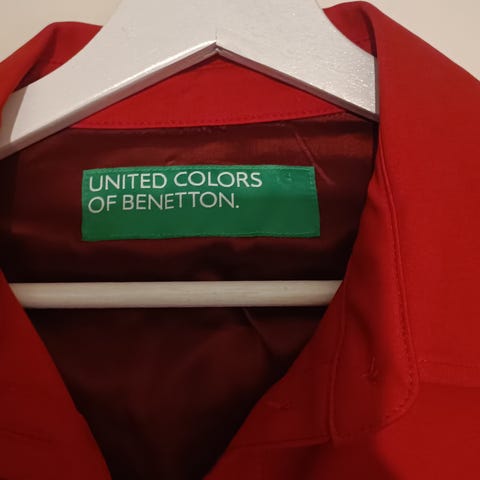 UNITED COLORS
OF BENETTON.